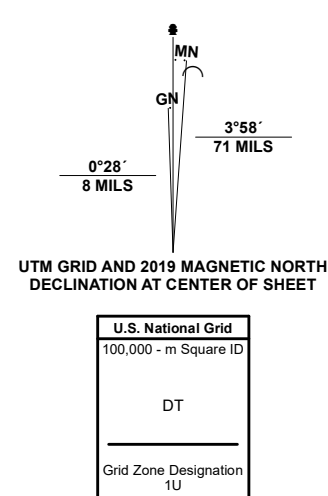 MN
GN
3°58´
71 MILS
0°28´
8 MILS
UTM GRID AND 2019 MAGNETIC NORTH
DECLINATION AT CENTER OF SHEET
U.S. National Grid
100,000 - m Square ID
DT
Grid Zone Designation
1U